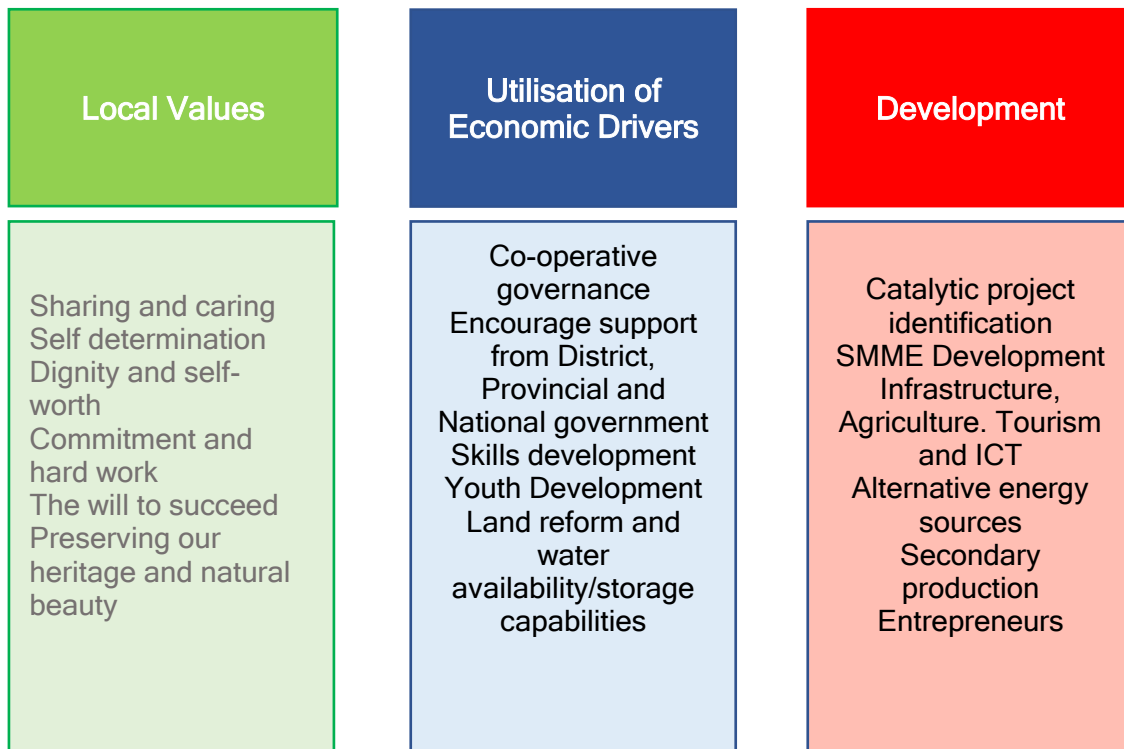 Local Values
Sharing and caring
Self determination
Dignity and self-
worth
Commitment and
hard work
The will to succeed
Preserving our
heritage and natural
beauty
Utilisation of
Economic Drivers
Co-operative
governance
Encourage support
from District,
Provincial and
National government
Skills development
Youth Development
Land reform and
water
availability/storage
capabilities
Development
Catalytic project
identification
SMME Development
Infrastructure,
Agriculture. Tourism
and ICT
Alternative energy
sources
Secondary
production
Entrepreneurs